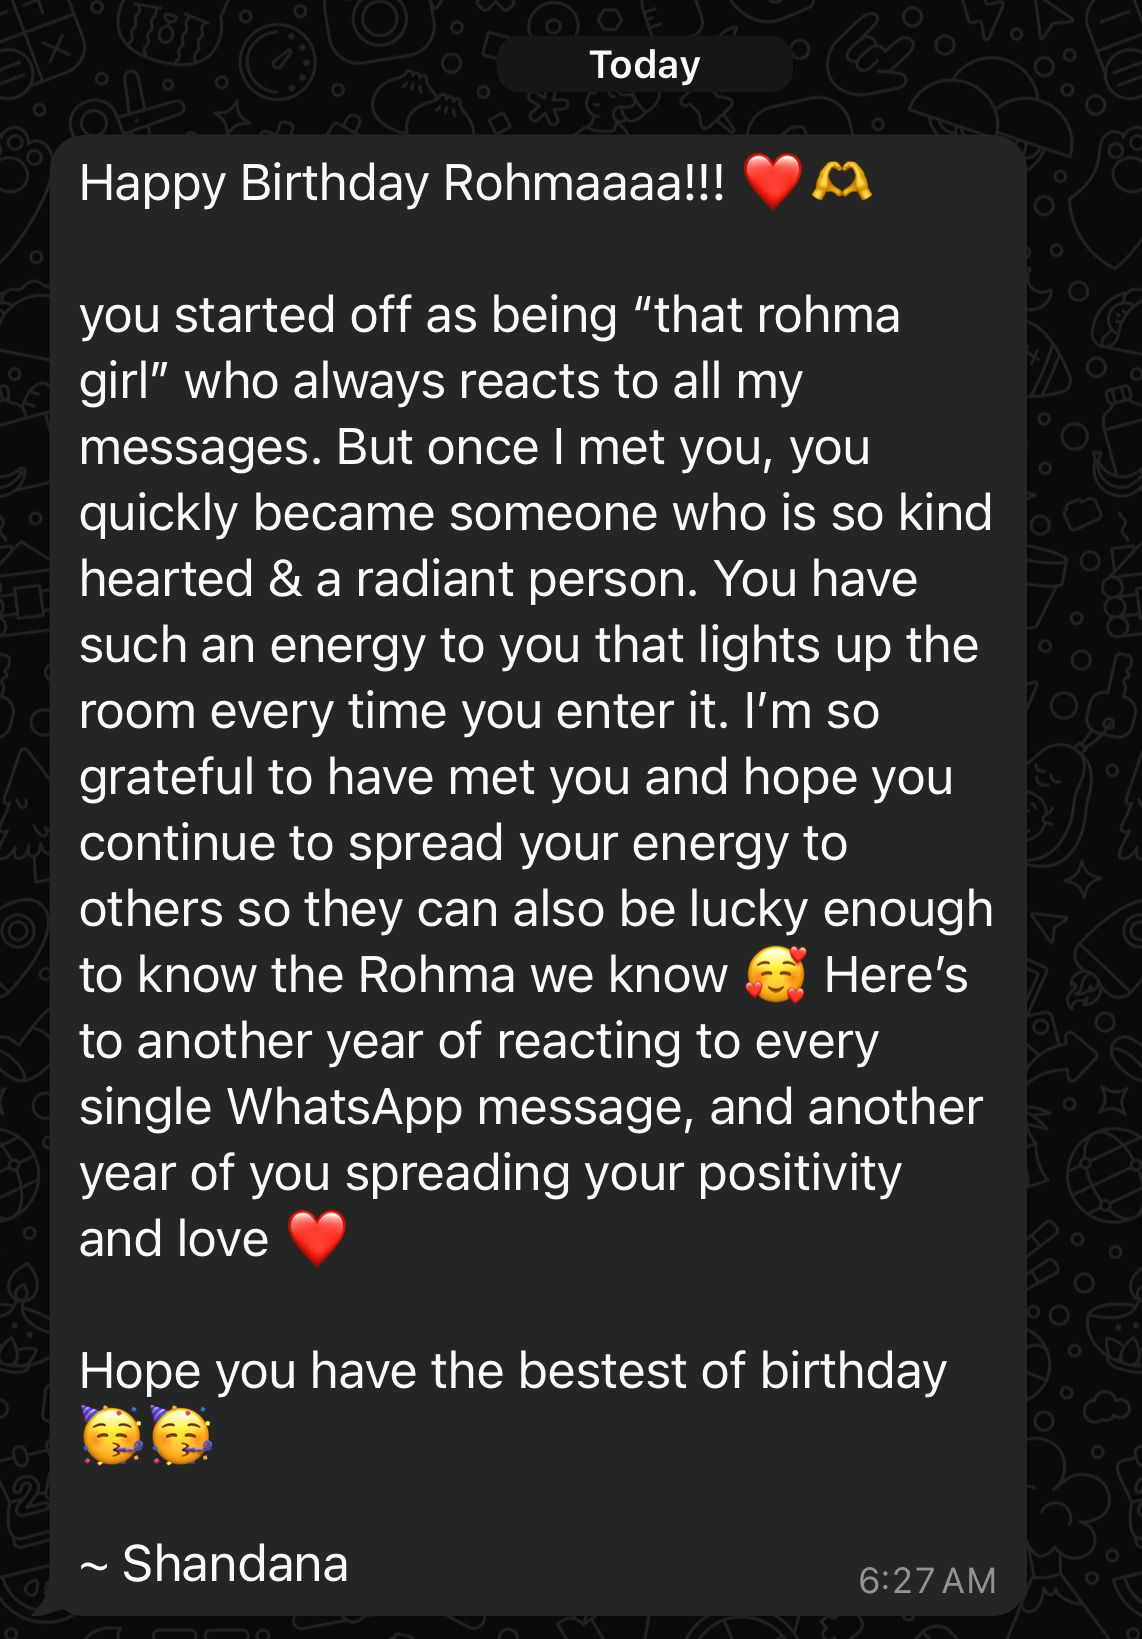 Today
Happy Birthday Rohmaaaa!!! ❤️🫶
you started off as being “that rohma
girl” who always reacts to all my
messages. But once I met you, you
quickly became someone who is so kind
hearted & a radiant person. You have
such an energy to you that lights up the
room every time you enter it. I’m so
grateful to have met you and hope you
continue to spread your energy to
others so they can also be lucky enough
to know the Rohma we know 🥰 Here’s
to another year of reacting to every
single WhatsApp message, and another
year of you spreading your positivity
and love ❤️
Hope you have the bestest of birthday
🥳🥳
~ Shandana
6:27 AM